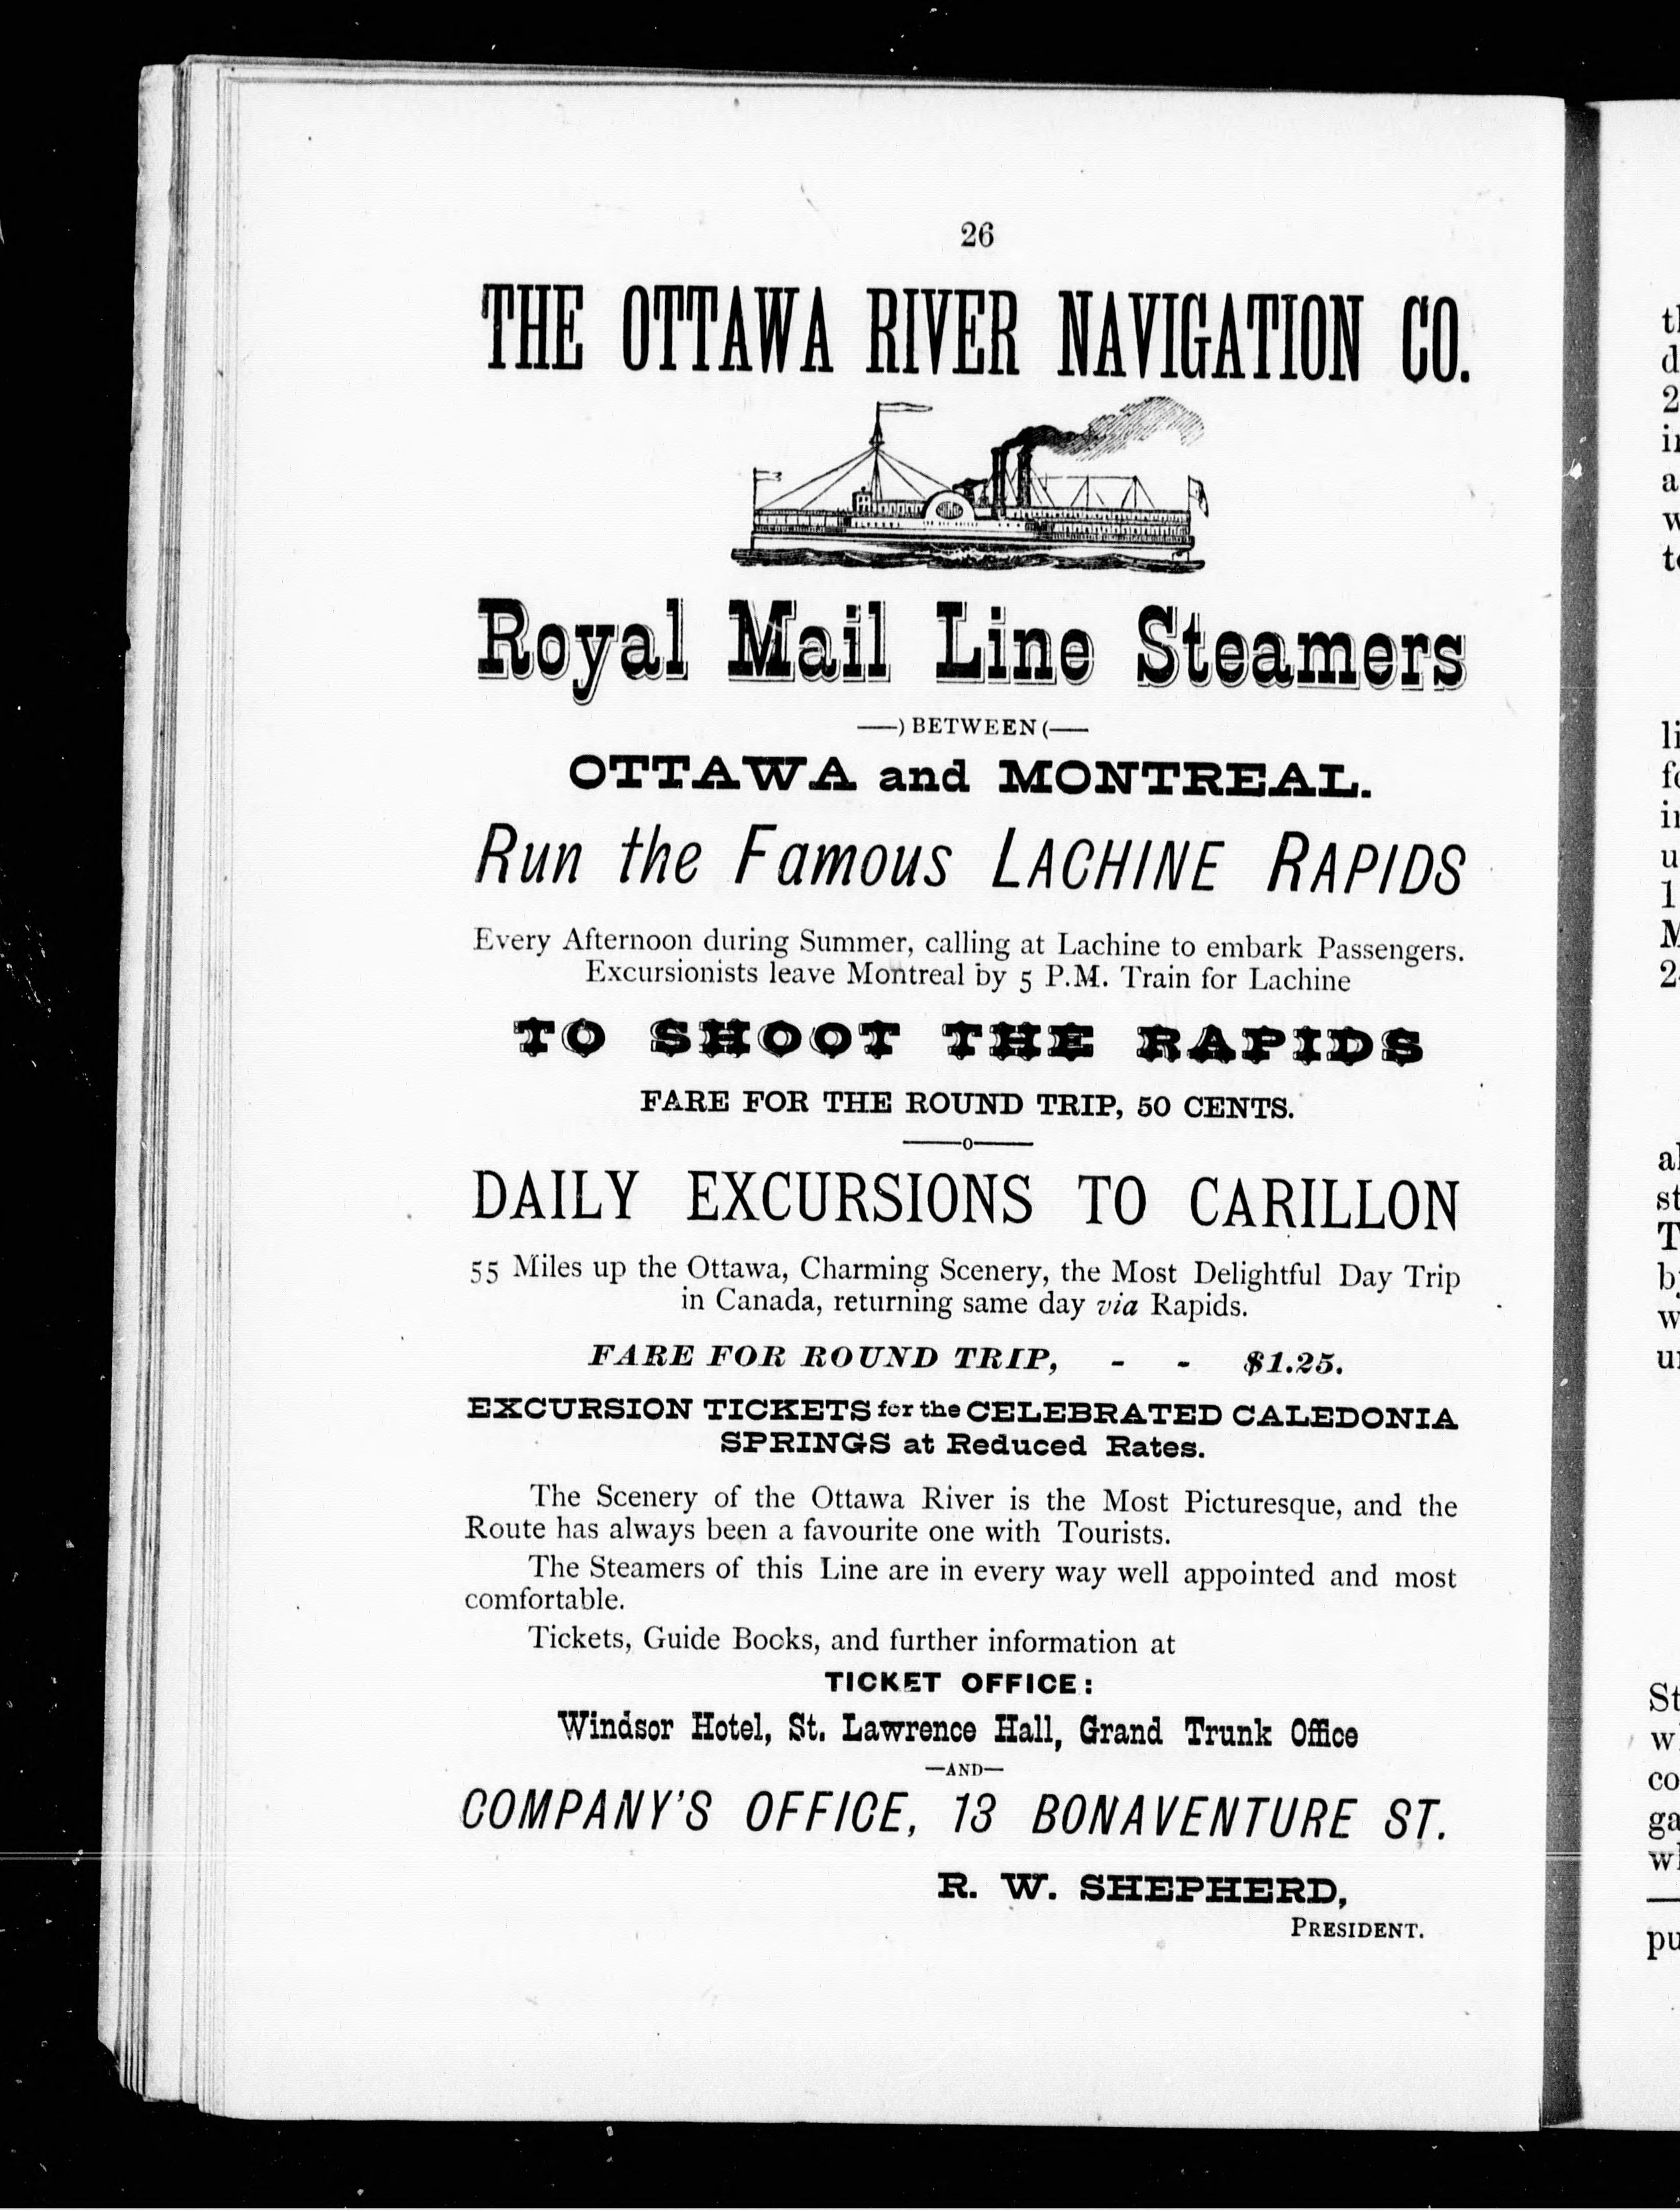 26
THE OTTAWA RIVER NAVIGATION CO.
Royal Mail Line Steamers
—) BETWEEN (—
OTTAWA and MONTREAL.
Run the Famous LACHINE RAPIDS
Every Afternoon during Summer, calling at Lachine to embark Passengers.
Excursionists leave Montreal by 5 P.M. Train for Lachine
TO SHOOT THE RAPIDS
FARE FOR THE ROUND TRIP, 50 CENTS.
—o—
DAILY EXCURSIONS TO CARILLON
55 Miles up the Ottawa, Charming Scenery, the Most Delightful Day Trip
in Canada, returning same day via Rapids.
FARE FOR ROUND TRIP, - - $1.25.
EXCURSION TICKETS for the CELEBRATED CALEDONIA
SPRINGS at Reduced Rates.
The Scenery of the Ottawa River is the Most Picturesque, and the
Route has always been a favourite one with Tourists.
The Steamers of this Line are in every way well appointed and most
comfortable.
Tickets, Guide Books, and further information at
TICKET OFFICE:
Windsor Hotel, St. Lawrence Hall, Grand Trunk Office
—AND—
COMPANY'S OFFICE, 13 BONAVENTURE ST.
R. W. SHEPHERD,
PRESIDENT.